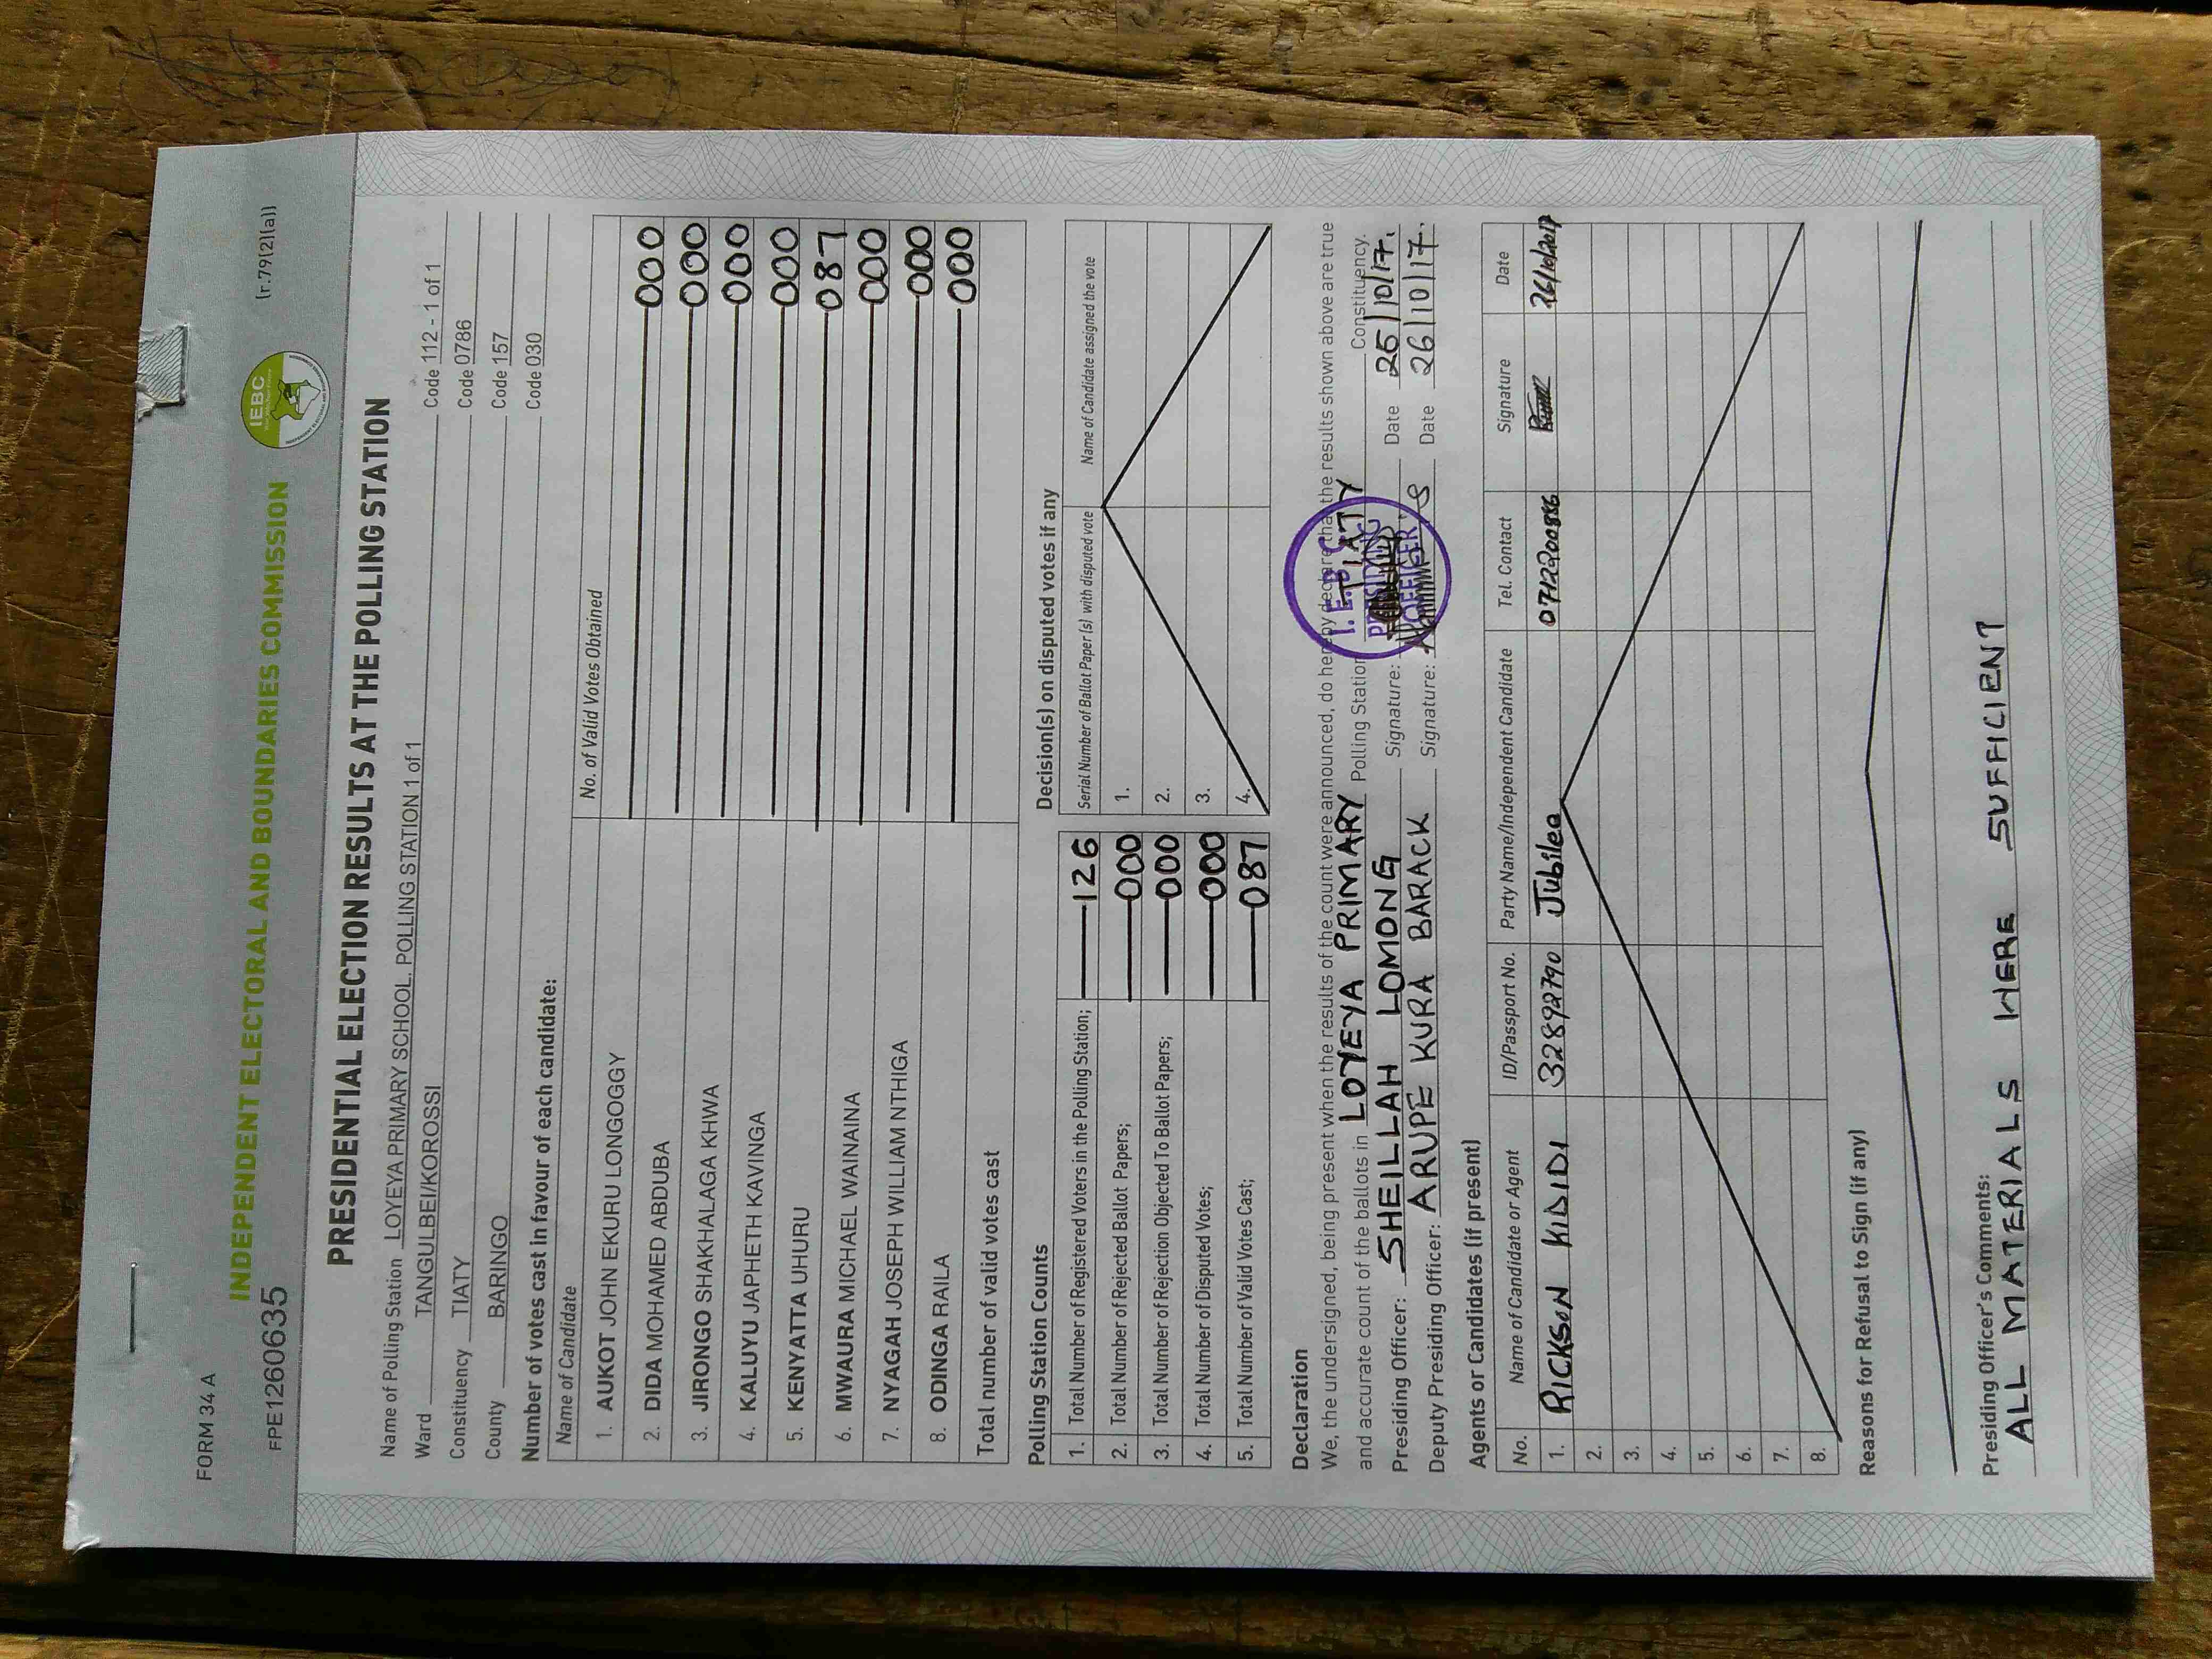 FORM 34 A
(r.79(2)(a))
INDEPENDENT ELECTORAL AND BOUNDARIES COMMISSION
IEBC
FPE1260635
PRESIDENTIAL ELECTION RESULTS AT THE POLLING STATION
Name of Polling Station LOYEYA PRIMARY SCHOOL. POLLING STATION 1 of 1 Code 112 - 1 of 1
Ward TANGULBEI/KOROSSI Code 0786
Constituency TIATY Code 157
County BARINGO Code 030
Number of votes cast in favour of each candidate:
Name of Candidate No. of Valid Votes Obtained
1. AUKOT JOHN EKURU LONGOGGY 000
2. DIDA MOHAMED ABDUBA 000
3. JIRONGO SHAKHALAGA KHWA 000
4. KALUYU JAPHETH KAVINGA 000
5. KENYATTA UHURU 087
6. MWAURA MICHAEL WAINAINA 000
7. NYAGAH JOSEPH WILLIAM NTHIGA 000
8. ODINGA RAILA 000
Total number of valid votes cast
Polling Station Counts
1. Total Number of Registered Voters in the Polling Station; 126
2. Total Number of Rejected Ballot Papers; 000
3. Total Number of Rejection Objected To Ballot Papers; 000
4. Total Number of Disputed Votes; 000
5. Total Number of Valid Votes Cast; 087
Decision(s) on disputed votes if any
Serial Number of Ballot Paper (s) with disputed vote Name of Candidate assigned the vote
1.
2.
3.
4.
Declaration
We, the undersigned, being present when the results of the count were announced, do hereby declare that the results shown above are true
and accurate count of the ballots in LOYEYA PRIMARY Polling Station TIATY Constituency.
Presiding Officer: SHEILLAH LOMONG Signature: Date 25/10/17.
Deputy Presiding Officer: ARUPE KURA BARACK Signature: Date 26/10/17.
I.E.B.C
PRESIDING
OFFICER
Agents or Candidates (if present)
No. Name of Candidate or Agent ID/Passport No. Party Name/Independent Candidate Tel. Contact Signature Date
1. RICKSON KIDIDI 32892790 Jubilee 0712200886 26/10/2017
2.
3.
4.
5.
6.
7.
8.
Reasons for Refusal to Sign (if any)
Presiding Officer's Comments:
ALL MATERIALS HERE SUFFICIENT